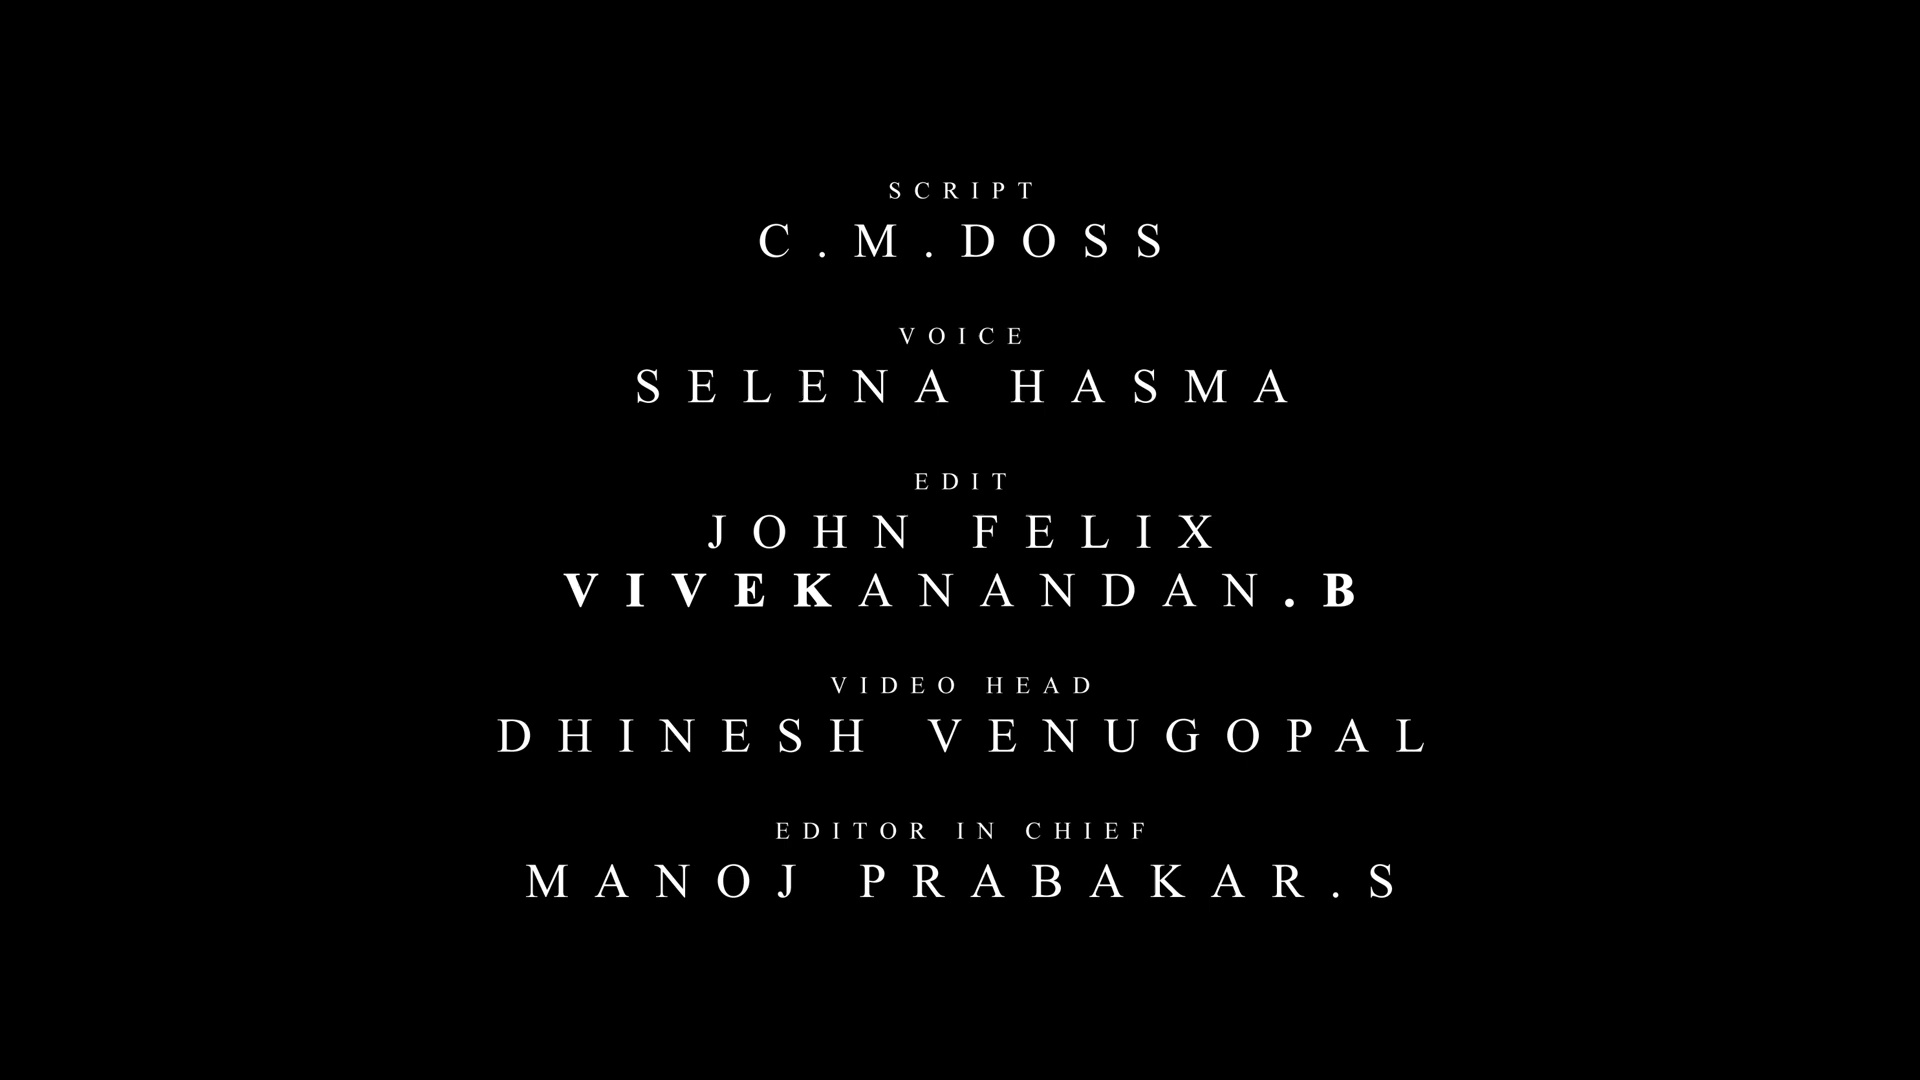 SCRIPT
C.M.DOSS
VOICE
SELENA HASMA
EDIT
JOHN FELIX
VIVEKANANDAN.B
VIDEO HEAD
DHINESH VENUGOPAL
EDITOR IN CHIEF
MANOJ PRABAKAR.S